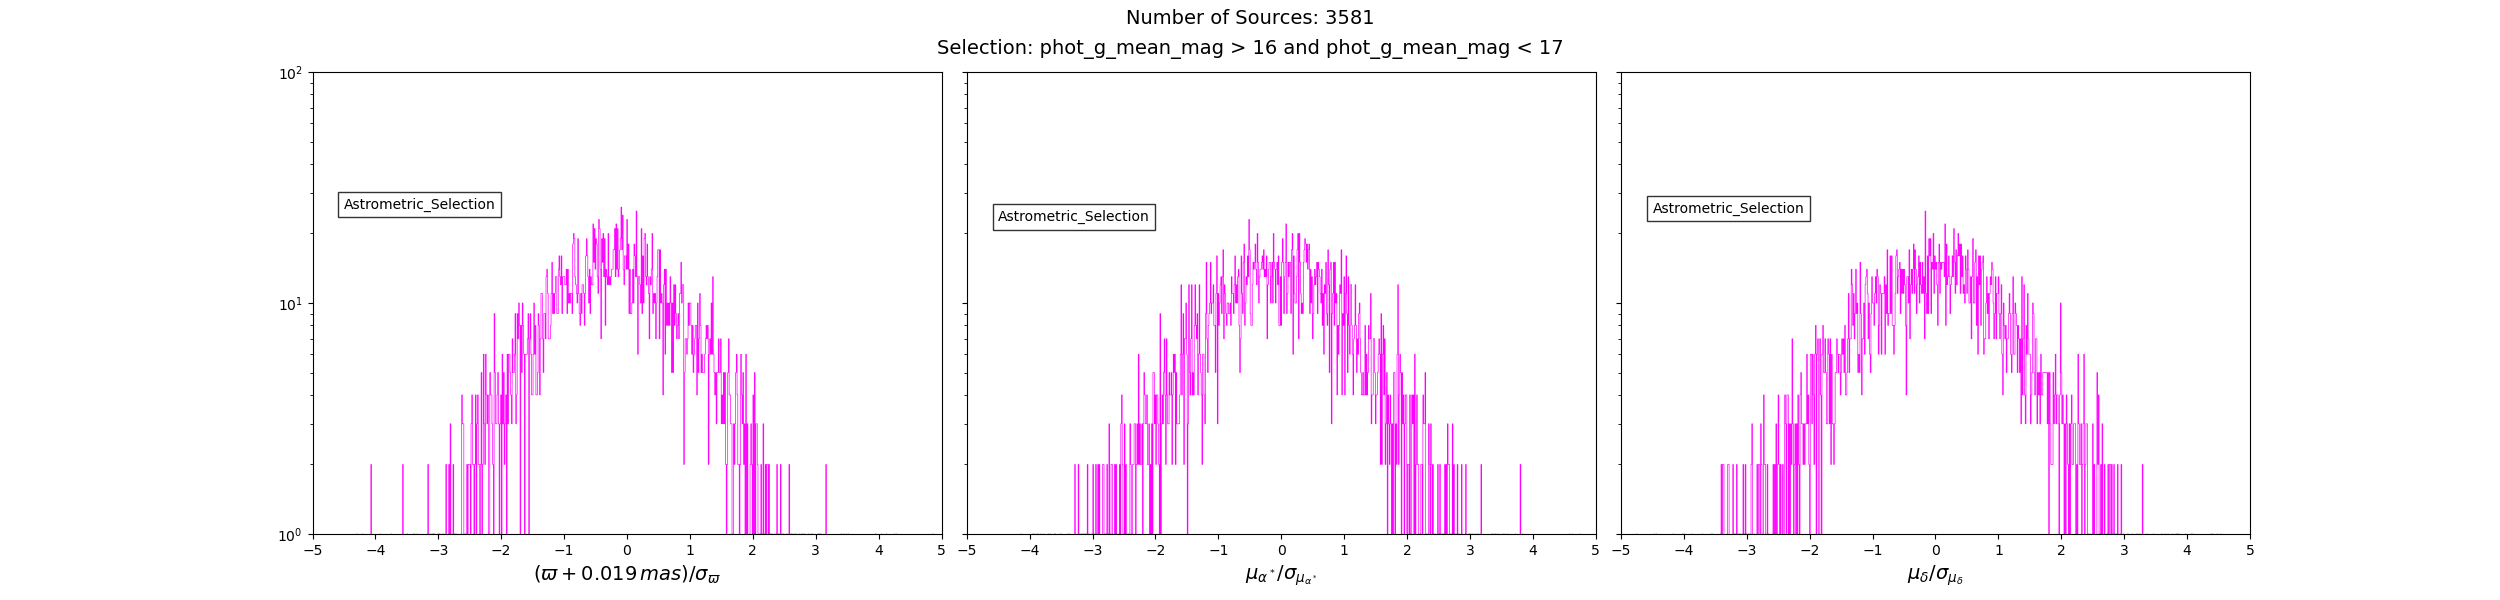 Number of Sources: 3581
Selection: phot_g_mean_mag > 16 and phot_g_mean_mag < 17
10²
10¹
10⁰
Astrometric_Selection
−5 −4 −3 −2 −1 0 1 2 3 4 5
(ϖ + 0.019 mas)/σ_ϖ
Astrometric_Selection
−5 −4 −3 −2 −1 0 1 2 3 4 5
μ_α*/σ_μ_α*
Astrometric_Selection
−5 −4 −3 −2 −1 0 1 2 3 4 5
μ_δ/σ_μ_δ